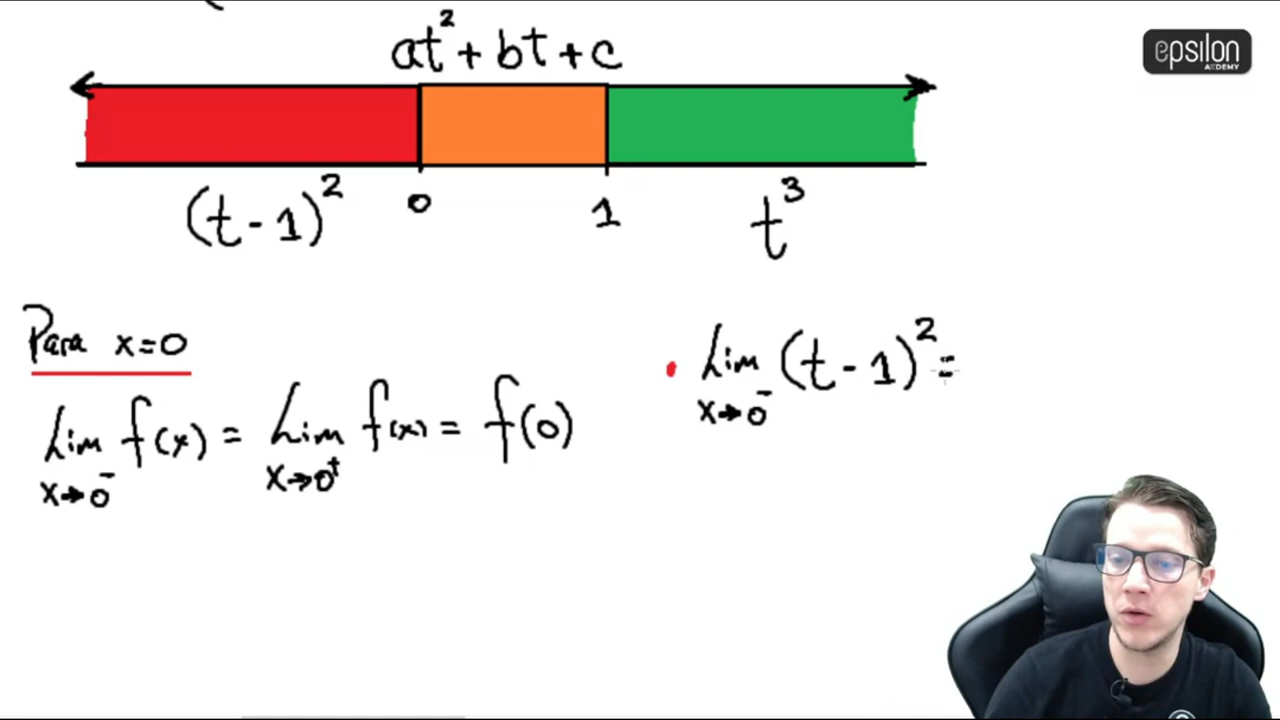 epsilon
AKDEMY
at² + bt + c
(t - 1)² 0 1 t³
Para x=0
lim x→0⁻ f(x) = lim x→0⁺ f(x) = f(0)
• lim x→0⁻ (t - 1)² =